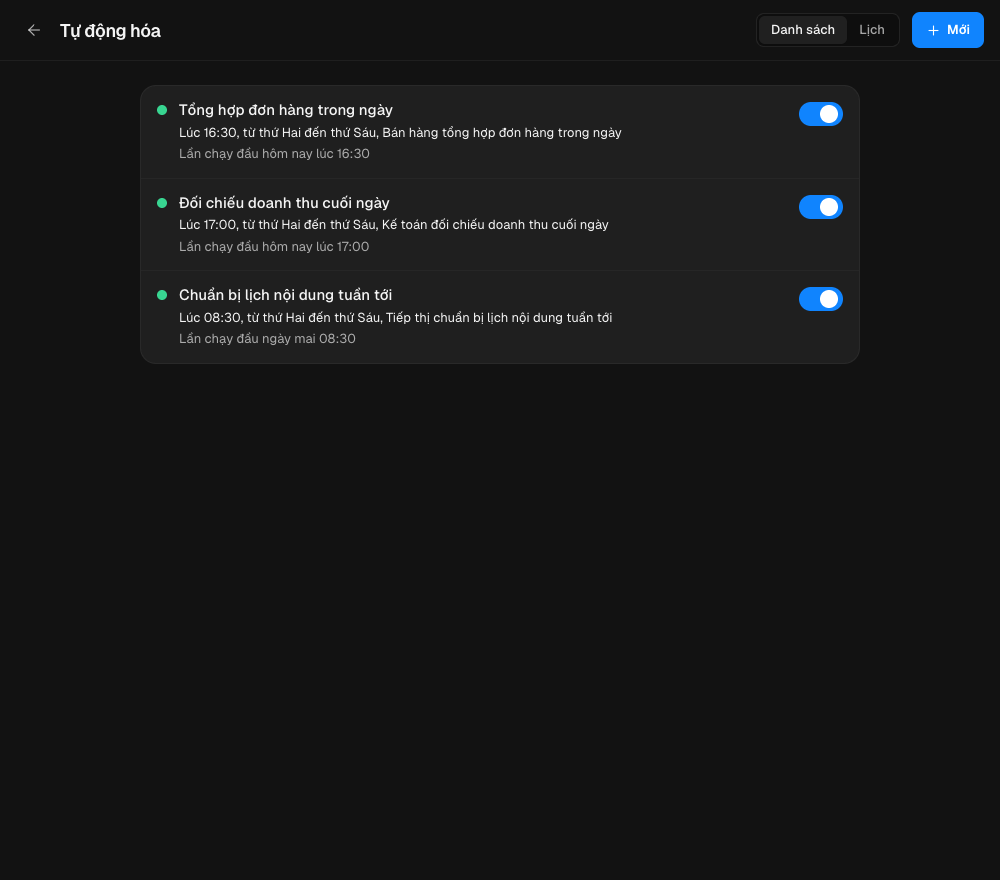 Tự động hóa
Danh sách
Lịch
Mới
Tổng hợp đơn hàng trong ngày
Lúc 16:30, từ thứ Hai đến thứ Sáu, Bán hàng tổng hợp đơn hàng trong ngày
Lần chạy đầu hôm nay lúc 16:30
Đối chiếu doanh thu cuối ngày
Lúc 17:00, từ thứ Hai đến thứ Sáu, Kế toán đối chiếu doanh thu cuối ngày
Lần chạy đầu hôm nay lúc 17:00
Chuẩn bị lịch nội dung tuần tới
Lúc 08:30, từ thứ Hai đến thứ Sáu, Tiếp thị chuẩn bị lịch nội dung tuần tới
Lần chạy đầu ngày mai 08:30